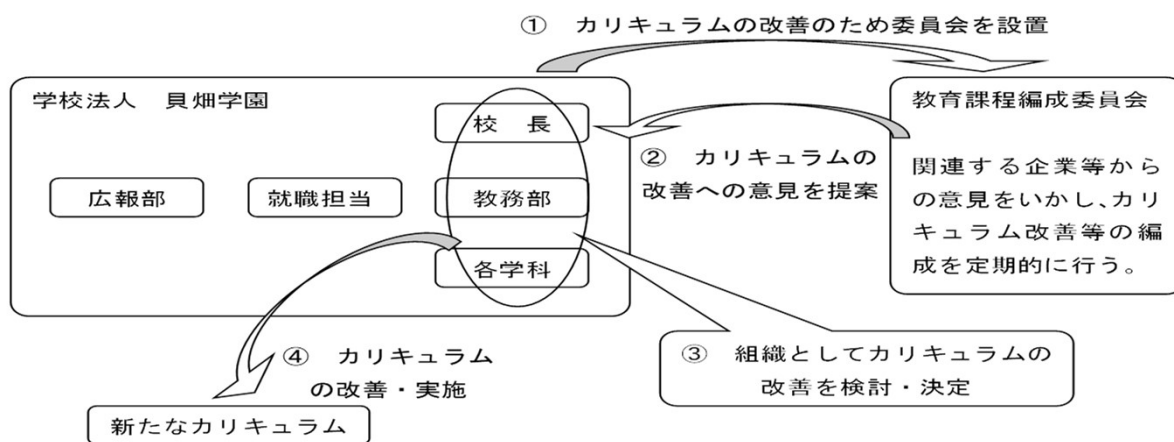 ① カリキュラムの改善のため委員会を設置
学校法人 貝畑学園
校 長
広報部
就職担当
教務部
各学科
② カリキュラムの
改善への意見を提案
教育課程編成委員会
関連する企業等から
の意見をいかし、カリ
キュラム改善等の編
成を定期的に行う。
③ 組織としてカリキュラムの
改善を検討・決定
④ カリキュラム
の改善・実施
新たなカリキュラム